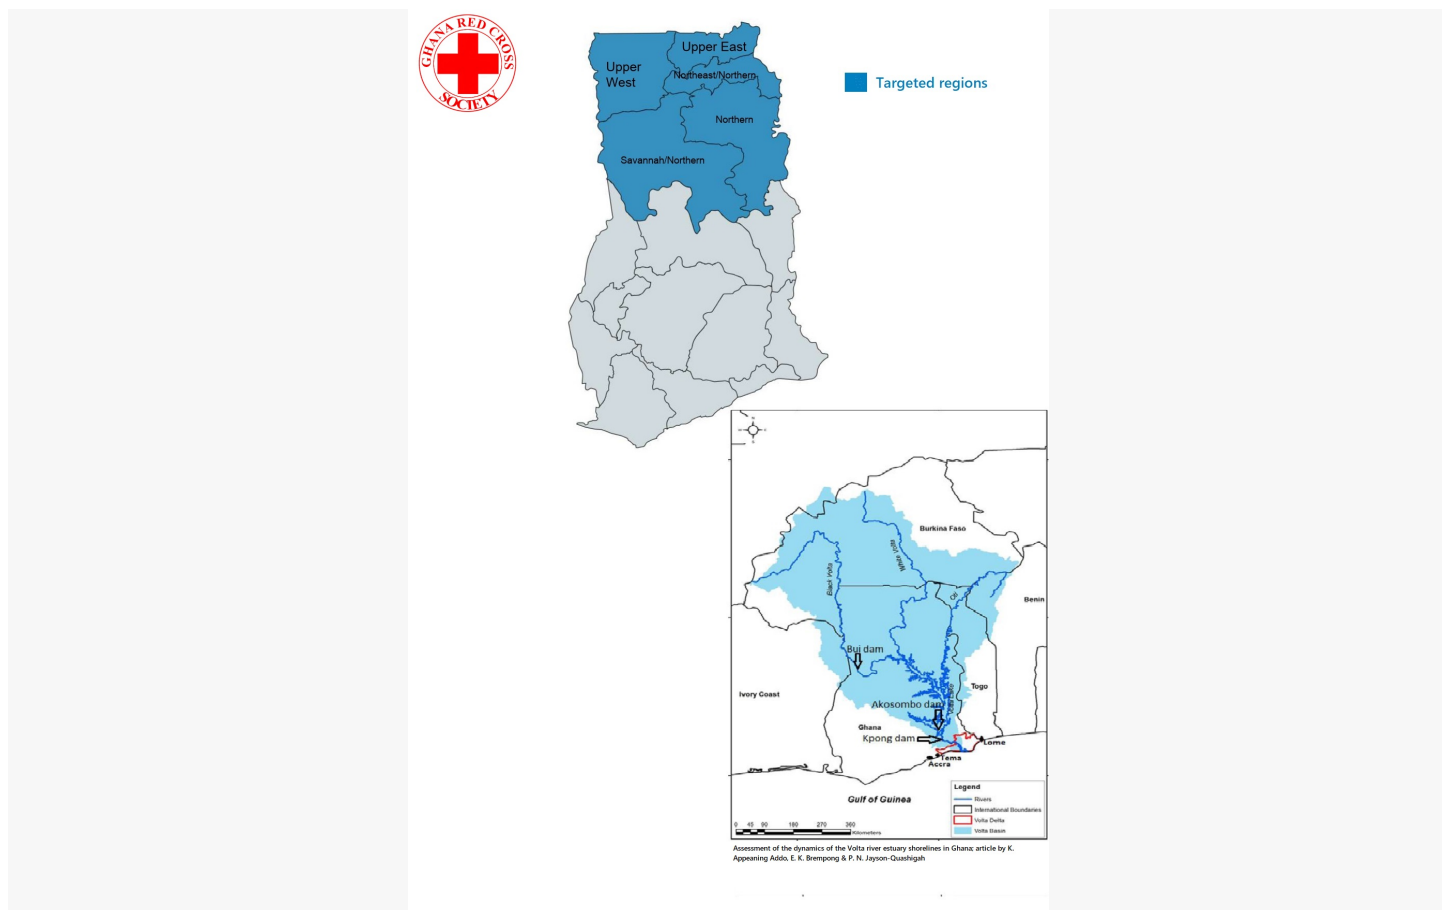 GHANA RED CROSS
SOCIETY
Upper East
Upper
West
Northeast/Northern
Northern
Savannah/Northern
Targeted regions
Burkina Faso
White Volta
Black Volta
Oti
Benin
Bui dam
Ivory Coast
Togo
Akosombo dam
Ghana
Kpong dam
Lome
Tema
Accra
Gulf of Guinea
Legend
Rivers
International Boundaries
Volta Delta
Volta Basin
0 45 90 180 270 360
Kilometers
Assessment of the dynamics of the Volta river estuary shorelines in Ghana; article by K.
Appeaning Addo, E. K. Brempong & P. N. Jayson-Quashigah